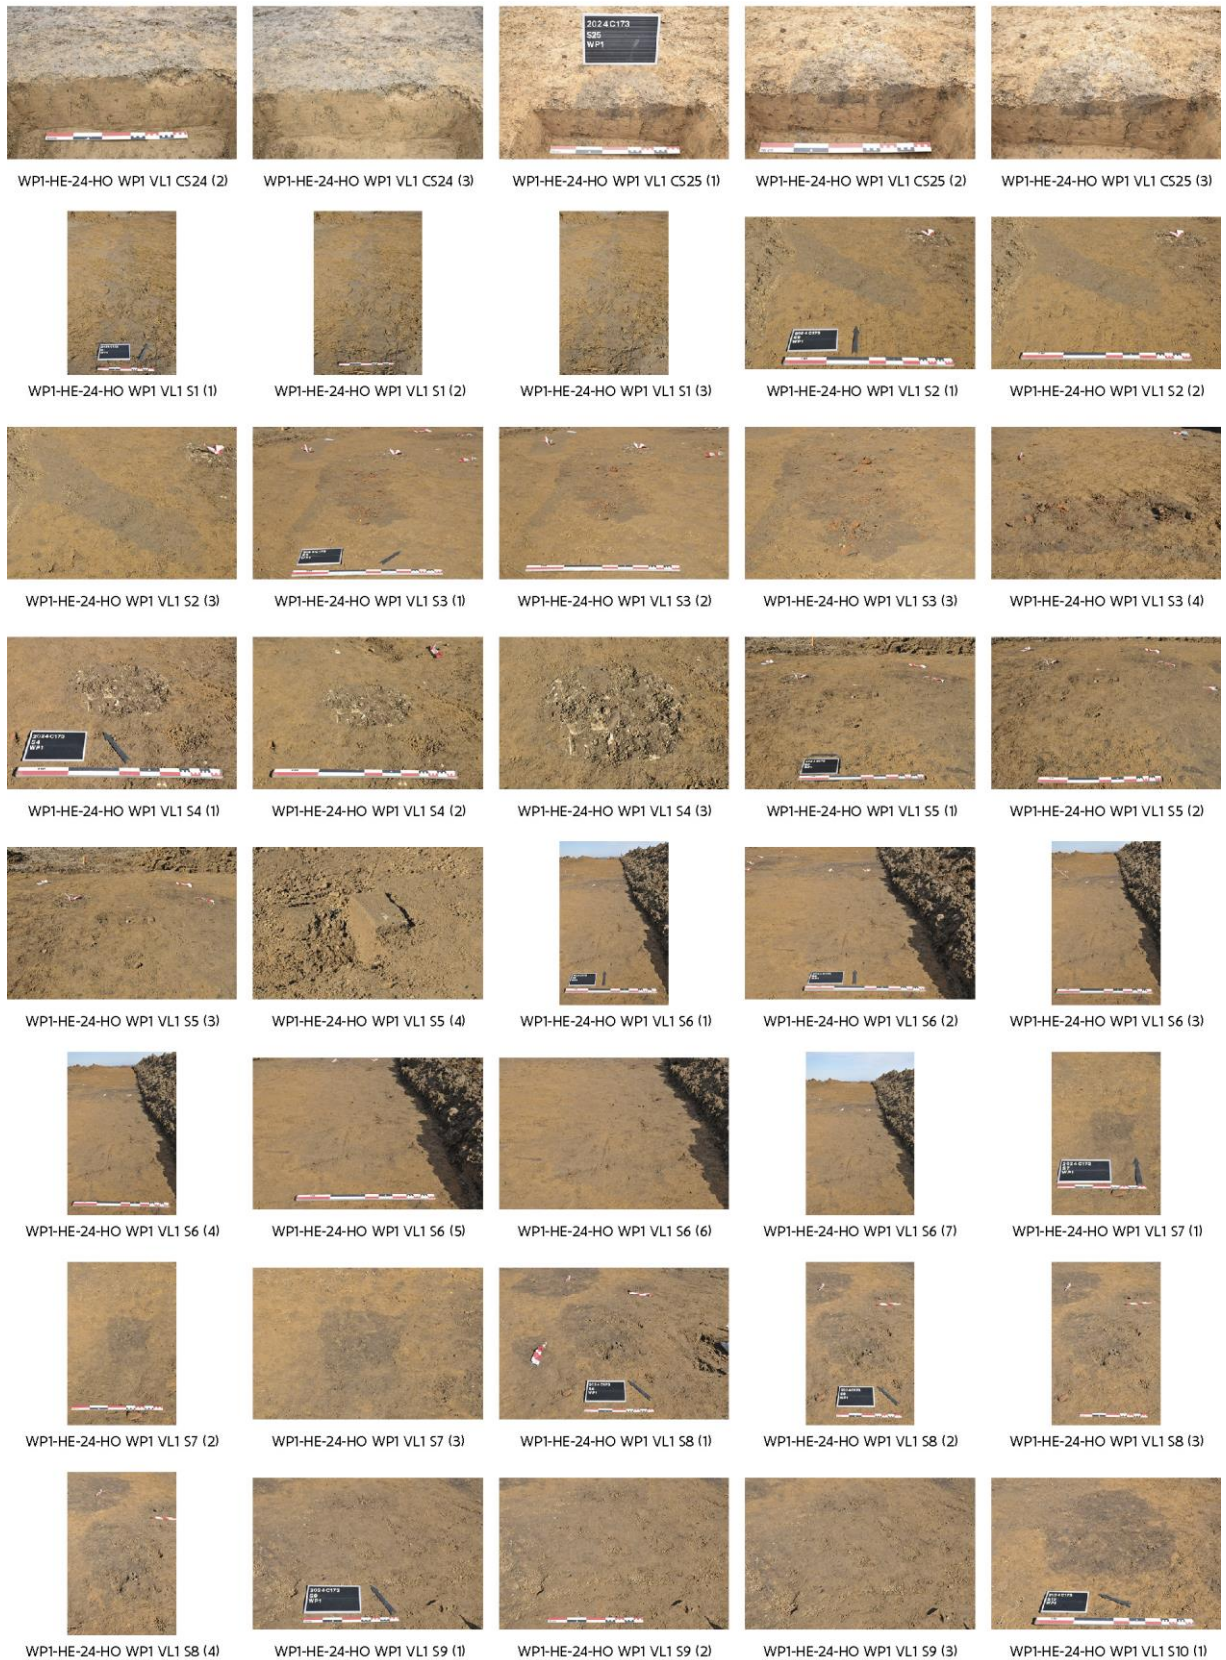 2024C173
S25
WP1
WP1-HE-24-HO WP1 VL1 CS24 (2)
WP1-HE-24-HO WP1 VL1 CS24 (3)
WP1-HE-24-HO WP1 VL1 CS25 (1)
WP1-HE-24-HO WP1 VL1 CS25 (2)
WP1-HE-24-HO WP1 VL1 CS25 (3)
WP1-HE-24-HO WP1 VL1 S1 (1)
WP1-HE-24-HO WP1 VL1 S1 (2)
WP1-HE-24-HO WP1 VL1 S1 (3)
WP1-HE-24-HO WP1 VL1 S2 (1)
WP1-HE-24-HO WP1 VL1 S2 (2)
WP1-HE-24-HO WP1 VL1 S2 (3)
WP1-HE-24-HO WP1 VL1 S3 (1)
WP1-HE-24-HO WP1 VL1 S3 (2)
WP1-HE-24-HO WP1 VL1 S3 (3)
WP1-HE-24-HO WP1 VL1 S3 (4)
2024C173
S4
WP1
WP1-HE-24-HO WP1 VL1 S4 (1)
WP1-HE-24-HO WP1 VL1 S4 (2)
WP1-HE-24-HO WP1 VL1 S4 (3)
WP1-HE-24-HO WP1 VL1 S5 (1)
WP1-HE-24-HO WP1 VL1 S5 (2)
WP1-HE-24-HO WP1 VL1 S5 (3)
WP1-HE-24-HO WP1 VL1 S5 (4)
WP1-HE-24-HO WP1 VL1 S6 (1)
WP1-HE-24-HO WP1 VL1 S6 (2)
WP1-HE-24-HO WP1 VL1 S6 (3)
WP1-HE-24-HO WP1 VL1 S6 (4)
WP1-HE-24-HO WP1 VL1 S6 (5)
WP1-HE-24-HO WP1 VL1 S6 (6)
WP1-HE-24-HO WP1 VL1 S6 (7)
2024C173
S7
WP1
WP1-HE-24-HO WP1 VL1 S7 (1)
WP1-HE-24-HO WP1 VL1 S7 (2)
WP1-HE-24-HO WP1 VL1 S7 (3)
WP1-HE-24-HO WP1 VL1 S8 (1)
WP1-HE-24-HO WP1 VL1 S8 (2)
WP1-HE-24-HO WP1 VL1 S8 (3)
WP1-HE-24-HO WP1 VL1 S8 (4)
2024C173
S9
WP1
WP1-HE-24-HO WP1 VL1 S9 (1)
WP1-HE-24-HO WP1 VL1 S9 (2)
WP1-HE-24-HO WP1 VL1 S9 (3)
WP1-HE-24-HO WP1 VL1 S10 (1)